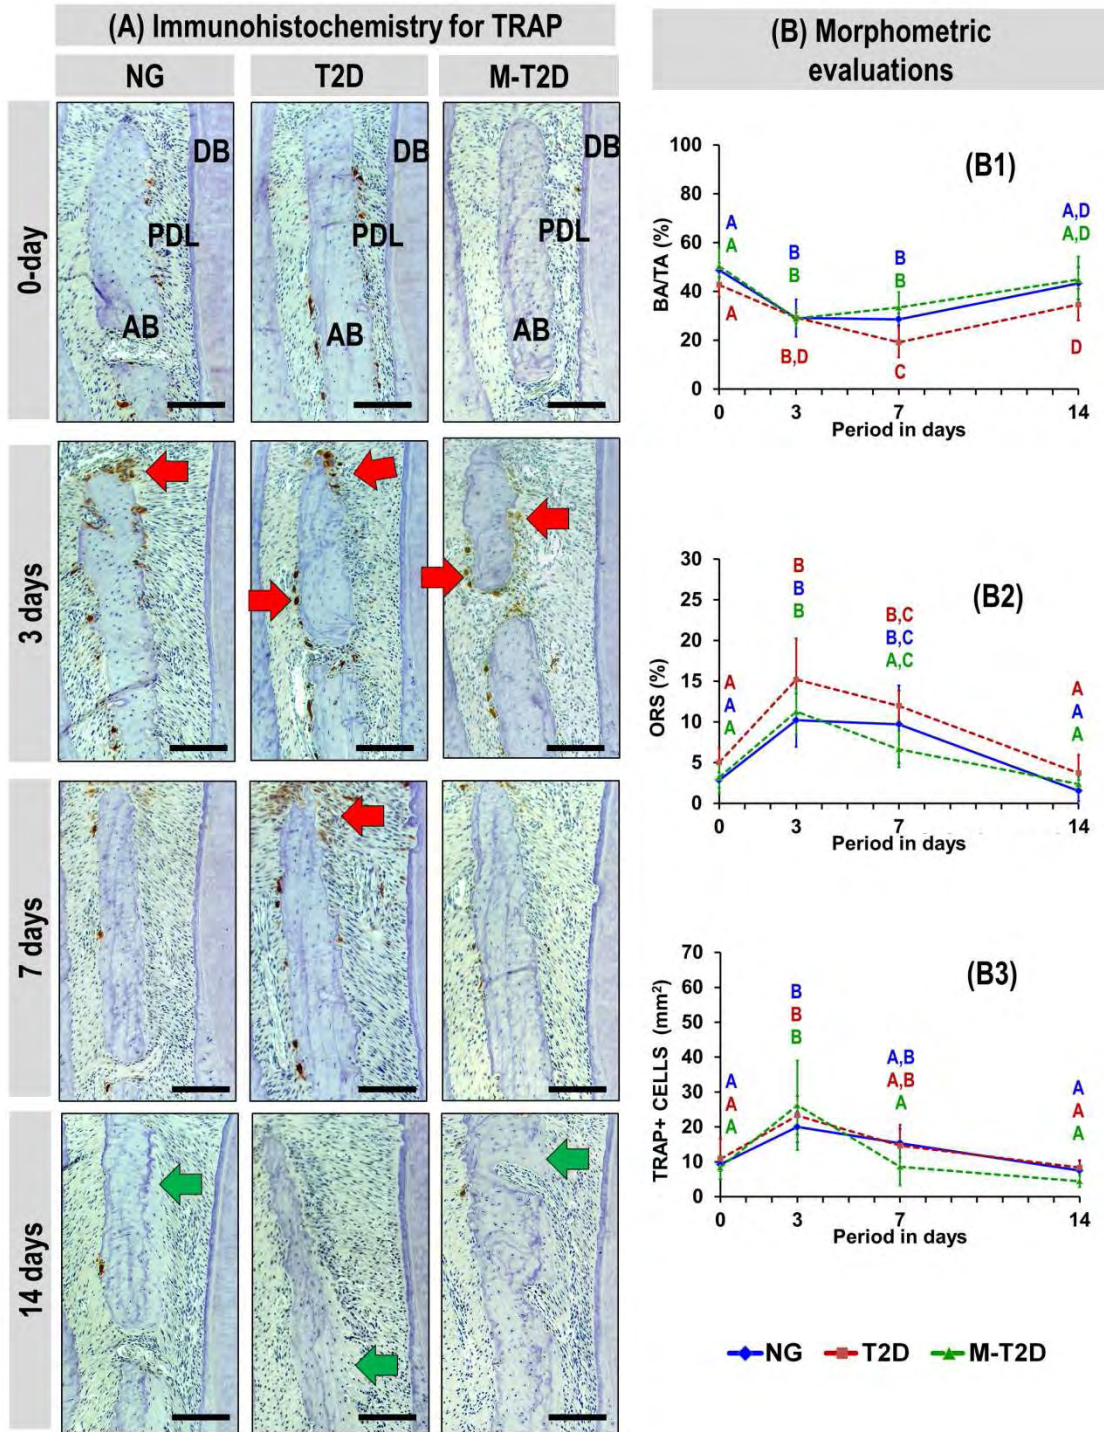 (A) Immunohistochemistry for TRAP
NG
T2D
M-T2D
0-day
DB
PDL
AB
DB
PDL
AB
DB
PDL
AB
3 days
7 days
14 days
(B) Morphometric
evaluations
(B1)
BA/TA (%)
100
80
60
40
20
0
A
A
A
B
B
B,D
B
B
C
A,D
A,D
D
0
3
7
14
Period in days
(B2)
ORS (%)
30
25
20
15
10
5
0
A
A
A
B
B
B
B,C
B,C
A,C
A
A
A
0
3
7
14
Period in days
(B3)
TRAP+ CELLS (mm²)
70
60
50
40
30
20
10
0
A
A
A
B
B
B
A,B
A,B
A
A
A
A
0
3
7
14
Period in days
NG
T2D
M-T2D